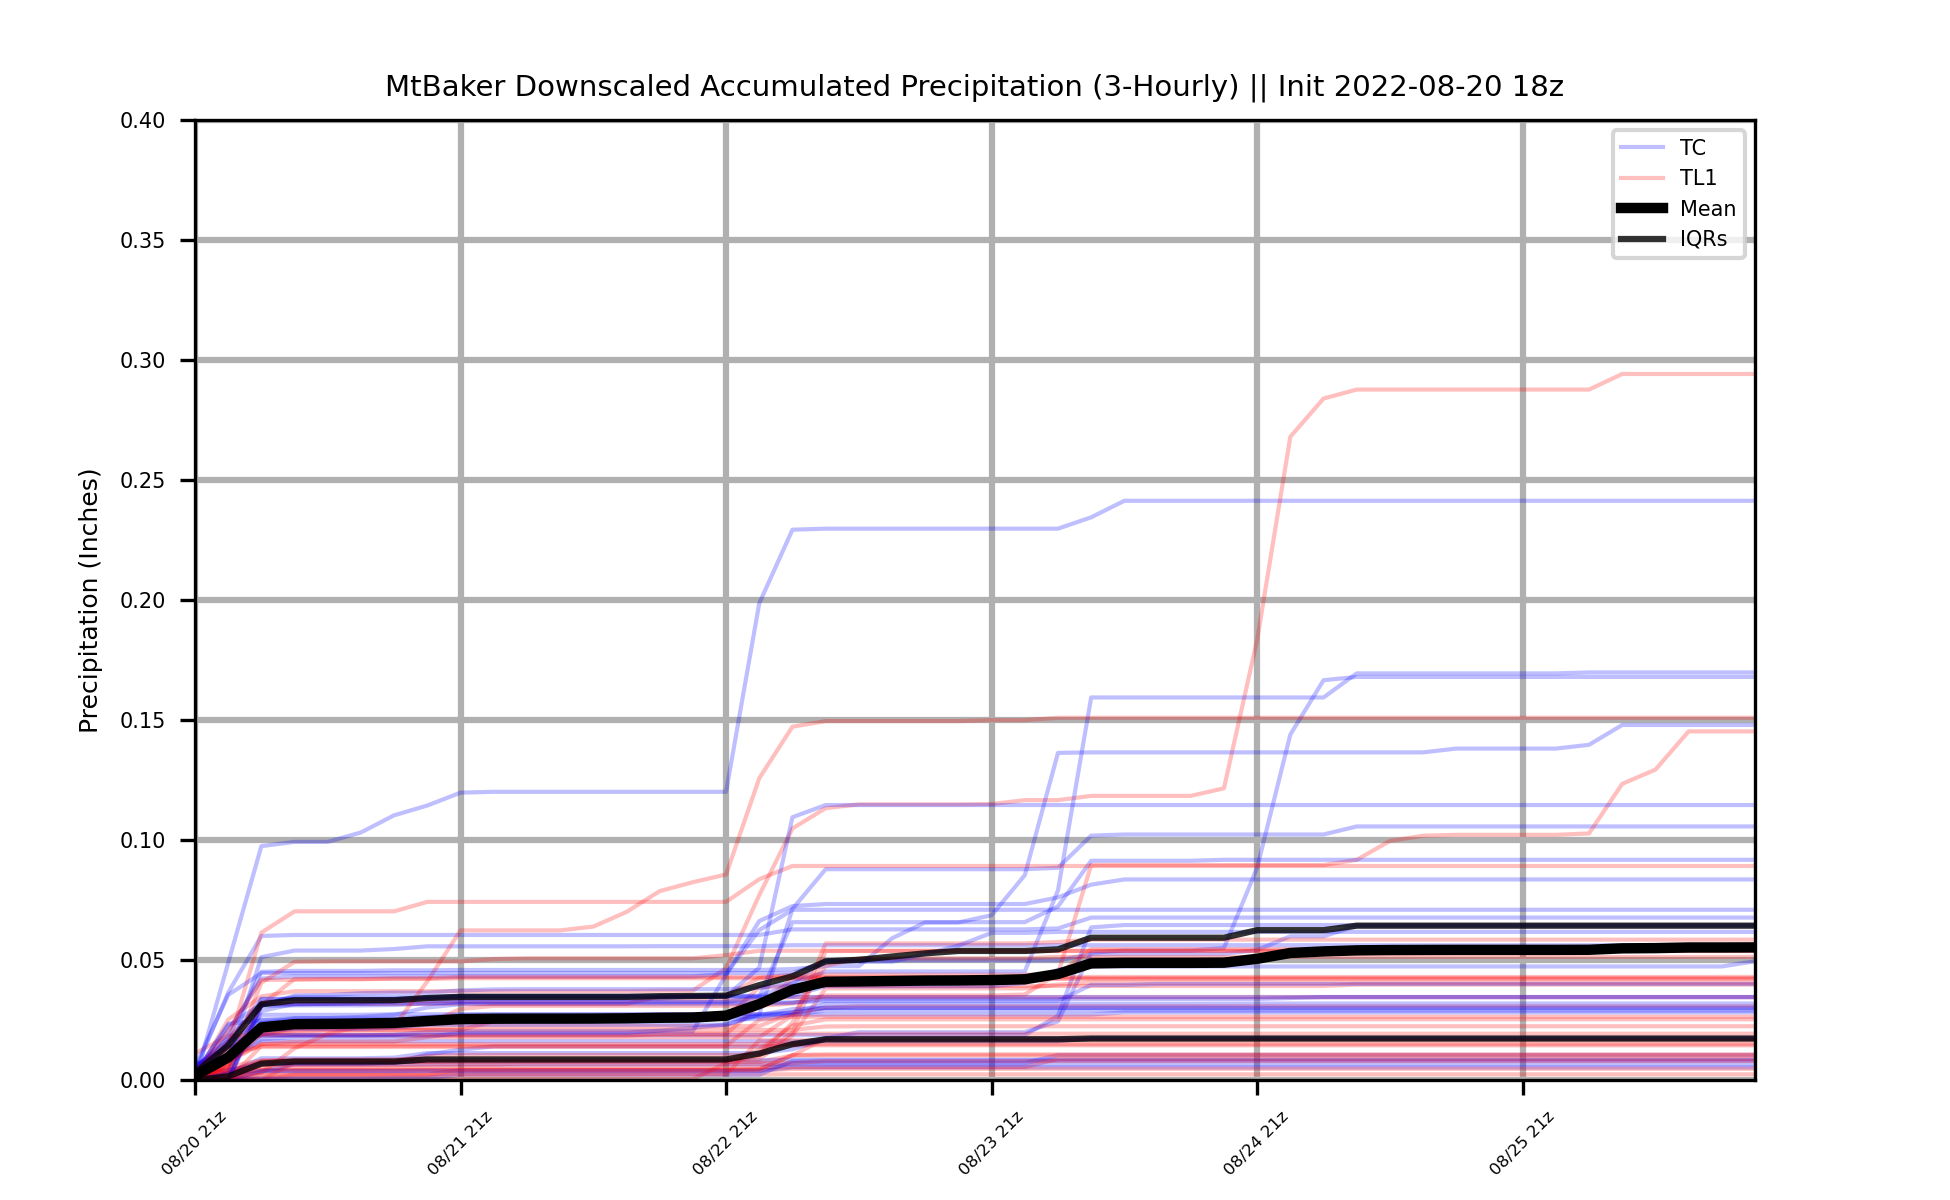 MtBaker Downscaled Accumulated Precipitation (3-Hourly) || Init 2022-08-20 18z
TC
TL1
Mean
IQRs
Precipitation (Inches)
0.40
0.35
0.30
0.25
0.20
0.15
0.10
0.05
0.00
08/20 21z
08/21 21z
08/22 21z
08/23 21z
08/24 21z
08/25 21z